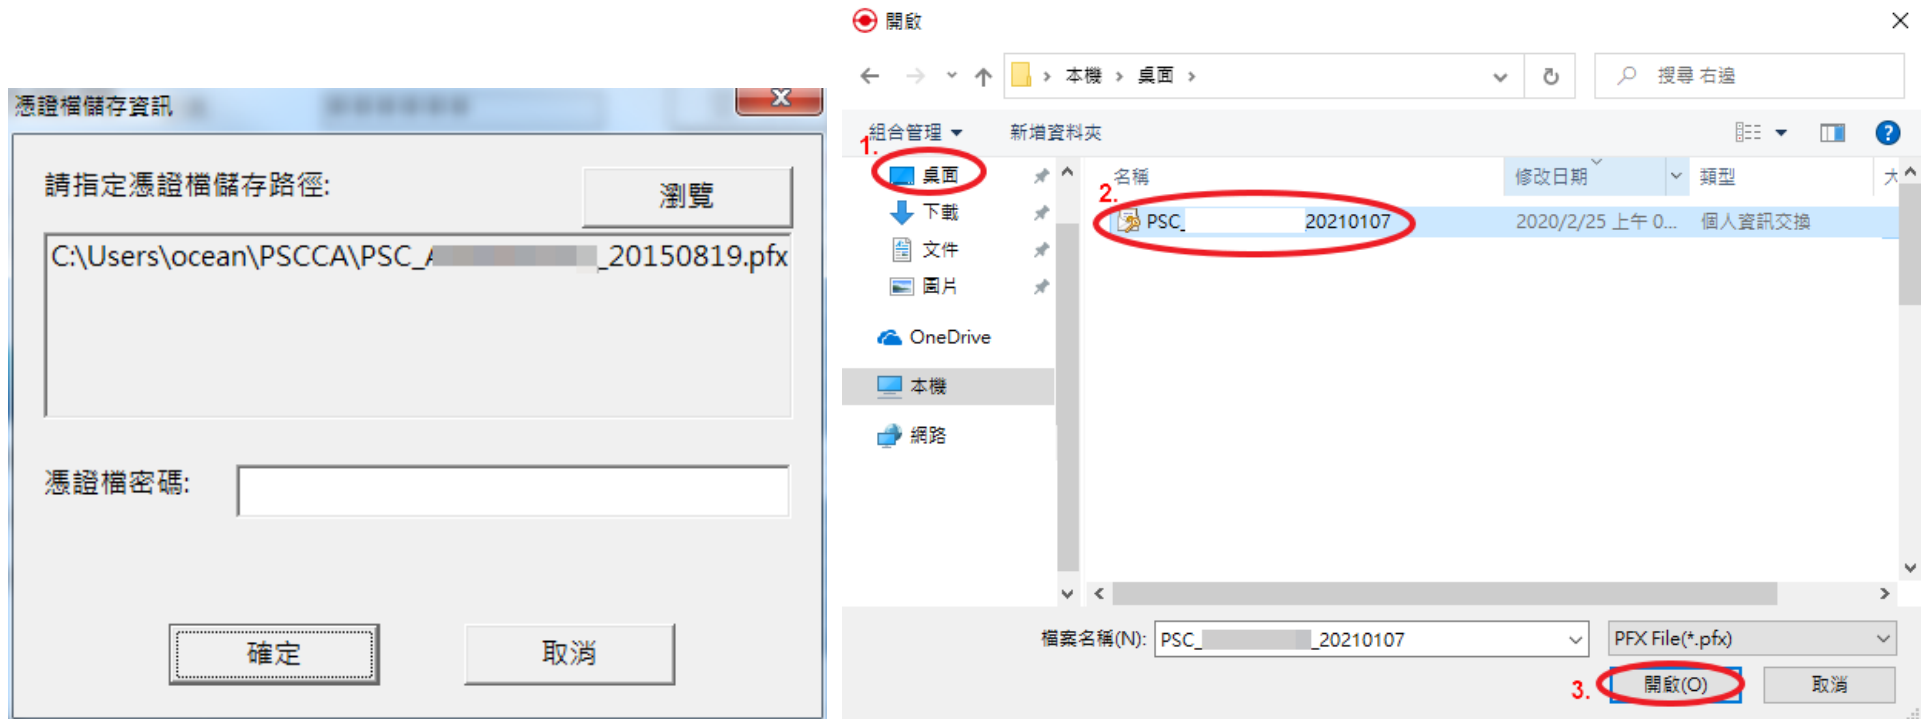 憑證檔儲存資訊
請指定憑證檔儲存路徑:
瀏覽
C:\Users\ocean\PSCCA\PSC_A _20150819.pfx
憑證檔密碼:
確定
取消
開啟
本機 › 桌面 ›
搜尋 右邊
組合管理
新增資料夾
1.
桌面
下載
文件
圖片
OneDrive
本機
網路
名稱
修改日期
類型
大
2.
PSC_ 20210107
2020/2/25 上午 0...
個人資訊交換
檔案名稱(N):
PSC_ _20210107
PFX File(*.pfx)
3.
開啟(O)
取消